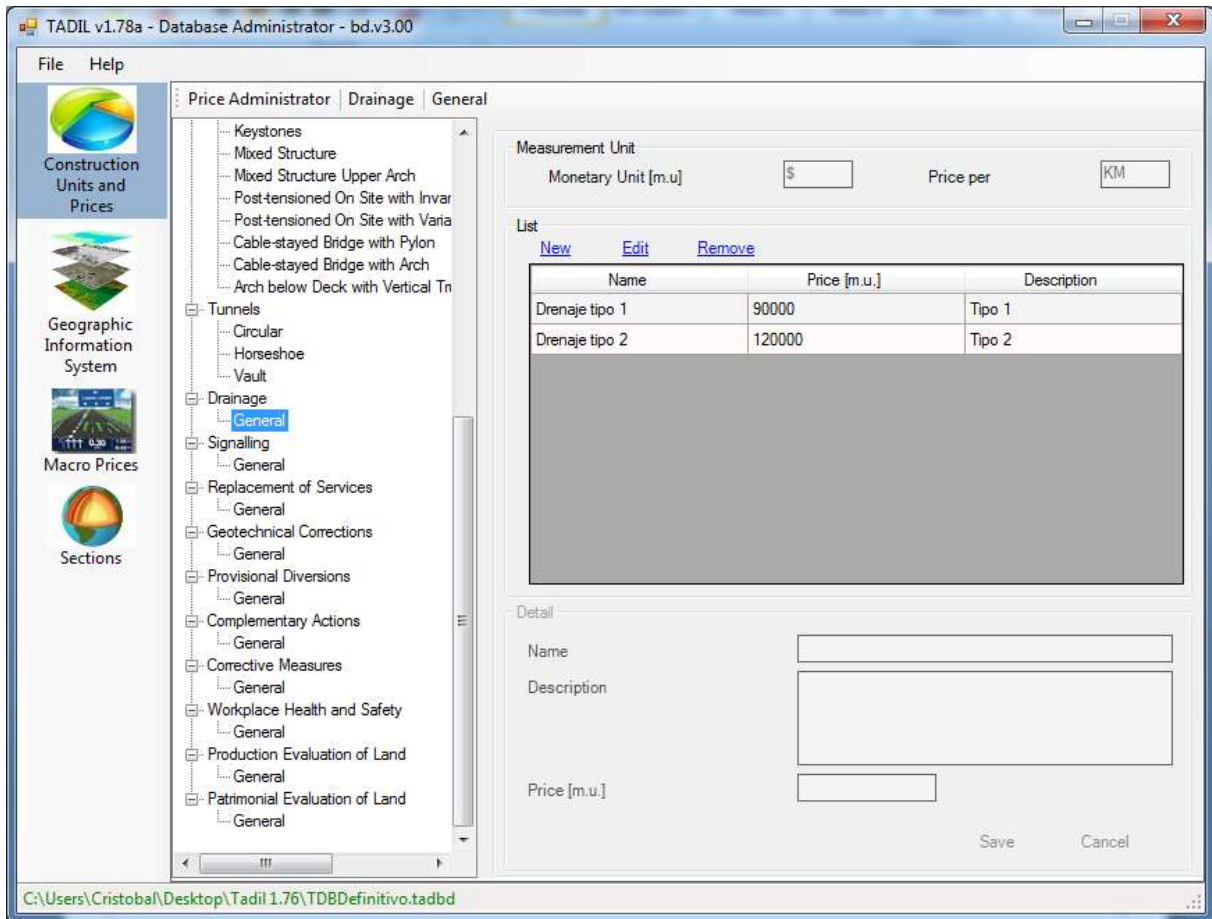 TADIL v1.78a - Database Administrator - bd.v3.00
File Help
Construction Units and Prices
Geographic Information System
Macro Prices
Sections
Price Administrator Drainage General
Keystones
Mixed Structure
Mixed Structure Upper Arch
Post-tensioned On Site with Invar
Post-tensioned On Site with Varia
Cable-stayed Bridge with Pylon
Cable-stayed Bridge with Arch
Arch below Deck with Vertical Tru
Tunnels
Circular
Horseshoe
Vault
Drainage
General
Signalling
General
Replacement of Services
General
Geotechnical Corrections
General
Provisional Diversions
General
Complementary Actions
General
Corrective Measures
General
Workplace Health and Safety
General
Production Evaluation of Land
General
Patrimonial Evaluation of Land
General
Measurement Unit
Monetary Unit [m.u] $ Price per KM
List
New Edit Remove
Name Price [m.u.] Description
Drenaje tipo 1 90000 Tipo 1
Drenaje tipo 2 120000 Tipo 2
Detail
Name
Description
Price [m.u.]
Save Cancel
C:\Users\Cristobal\Desktop\Tadil 1.76\TDBDefinitivo.tadbd